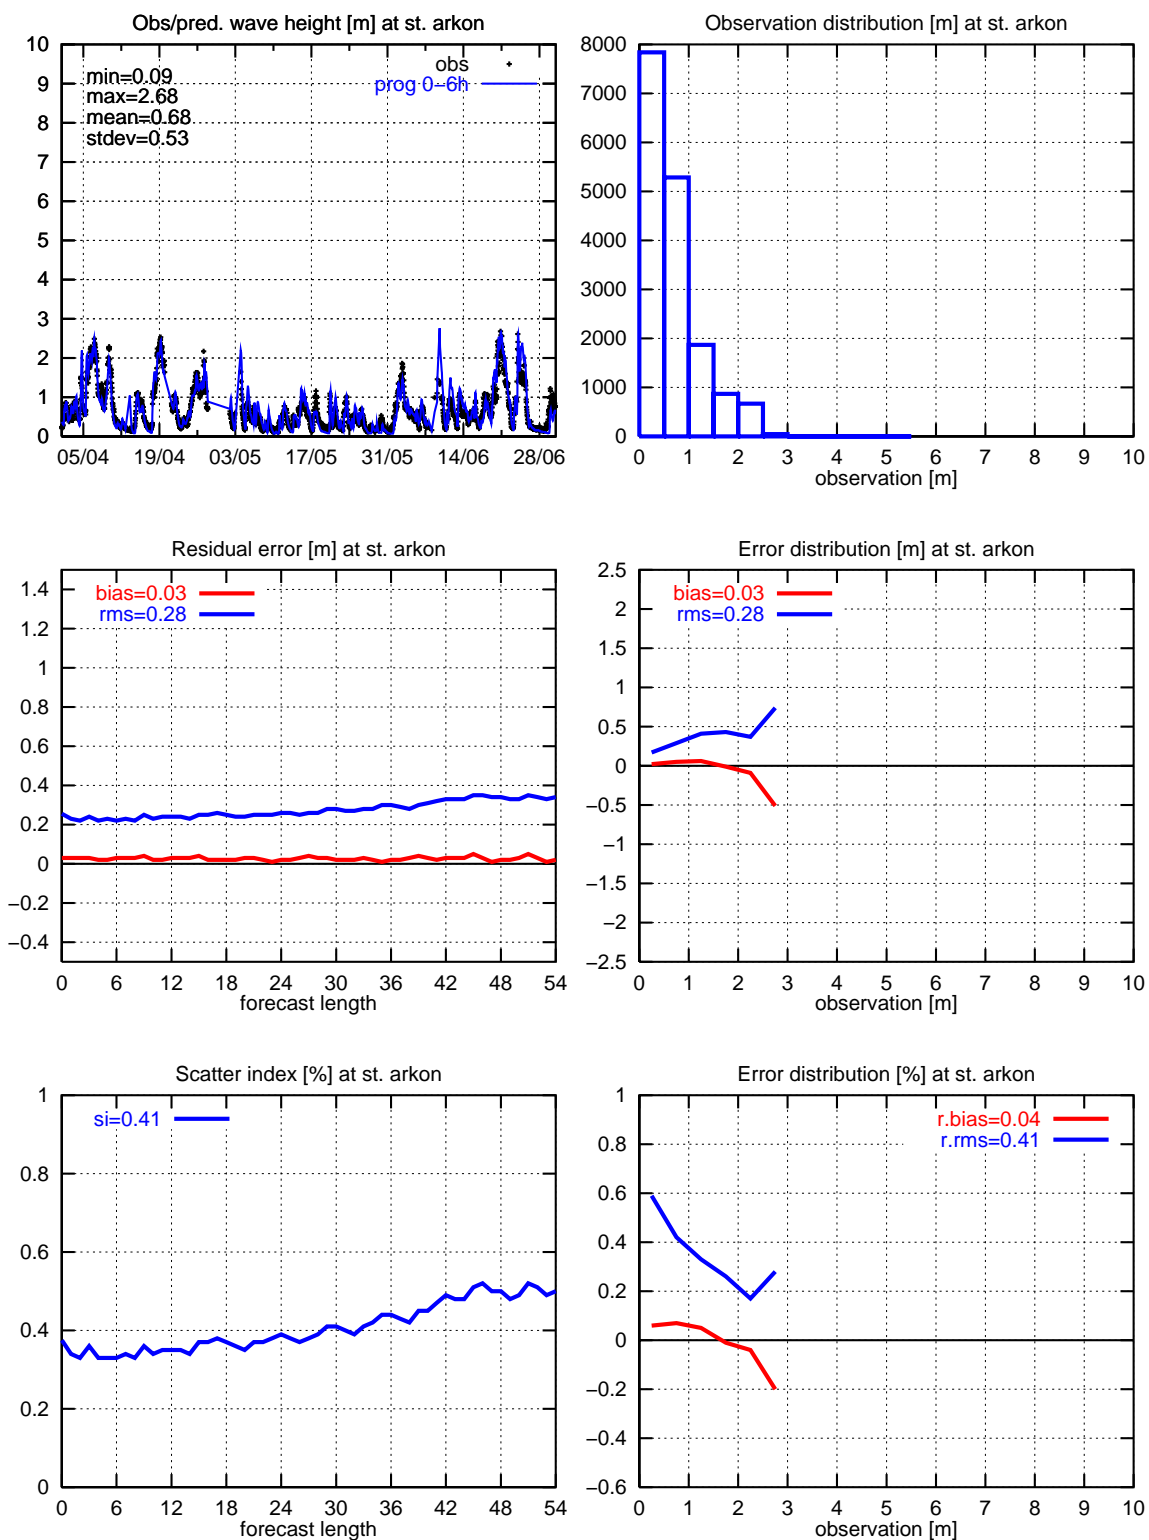 Obs/pred. wave height [m] at st. arkon
10
9
8
7
6
5
4
3
2
1
0
min=0.09
max=2.68
mean=0.68
stdev=0.53
obs
prog 0−6h
05/04 19/04 03/05 17/05 31/05 14/06 28/06
Observation distribution [m] at st. arkon
8000
7000
6000
5000
4000
3000
2000
1000
0
0 1 2 3 4 5 6 7 8 9 10
observation [m]
Residual error [m] at st. arkon
bias=0.03
rms=0.28
1.4
1.2
1
0.8
0.6
0.4
0.2
0
−0.2
−0.4
0 6 12 18 24 30 36 42 48 54
forecast length
Error distribution [m] at st. arkon
bias=0.03
rms=0.28
2.5
2
1.5
1
0.5
0
−0.5
−1
−1.5
−2
−2.5
0 1 2 3 4 5 6 7 8 9 10
observation [m]
Scatter index [%] at st. arkon
si=0.41
1
0.8
0.6
0.4
0.2
0
0 6 12 18 24 30 36 42 48 54
forecast length
Error distribution [%] at st. arkon
r.bias=0.04
r.rms=0.41
1
0.8
0.6
0.4
0.2
0
−0.2
−0.4
−0.6
0 1 2 3 4 5 6 7 8 9 10
observation [m]